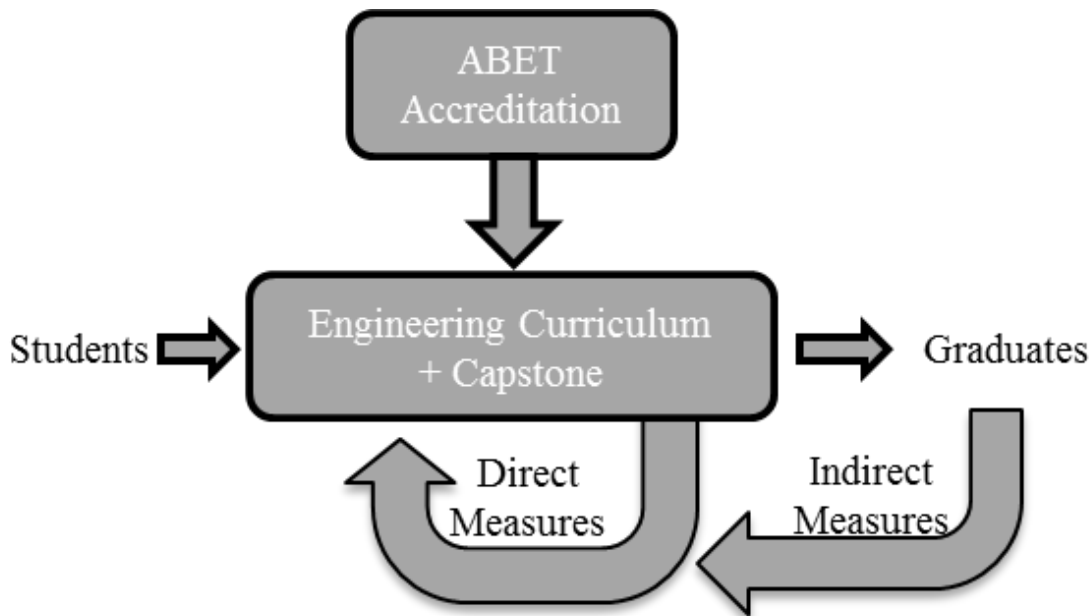 ABET
Accreditation
Engineering Curriculum
+ Capstone
Students
Graduates
Direct
Measures
Indirect
Measures